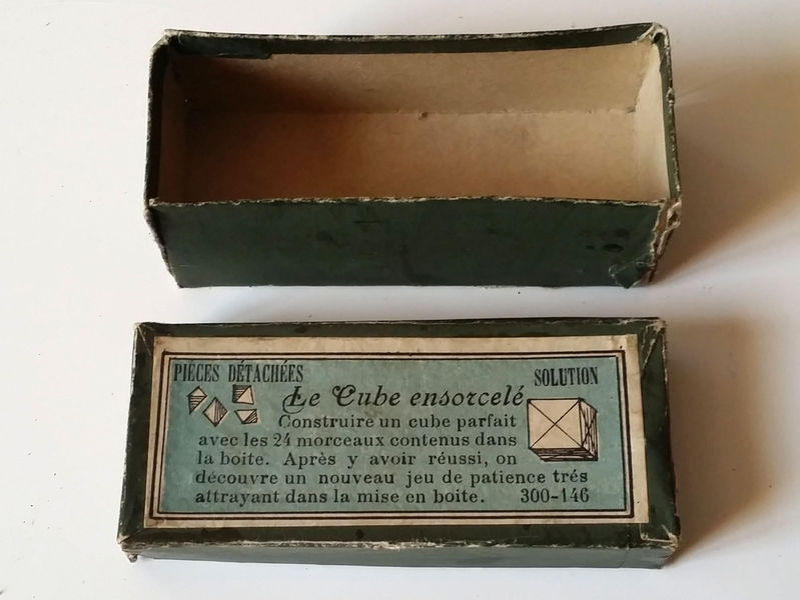 PIÈCES DÉTACHÉES
SOLUTION
Le Cube ensorcelé
Construire un cube parfait
avec les 24 morceaux contenus dans
la boite. Après y avoir réussi, on
découvre un nouveau jeu de patience trés
attrayant dans la mise en boite. 300-146